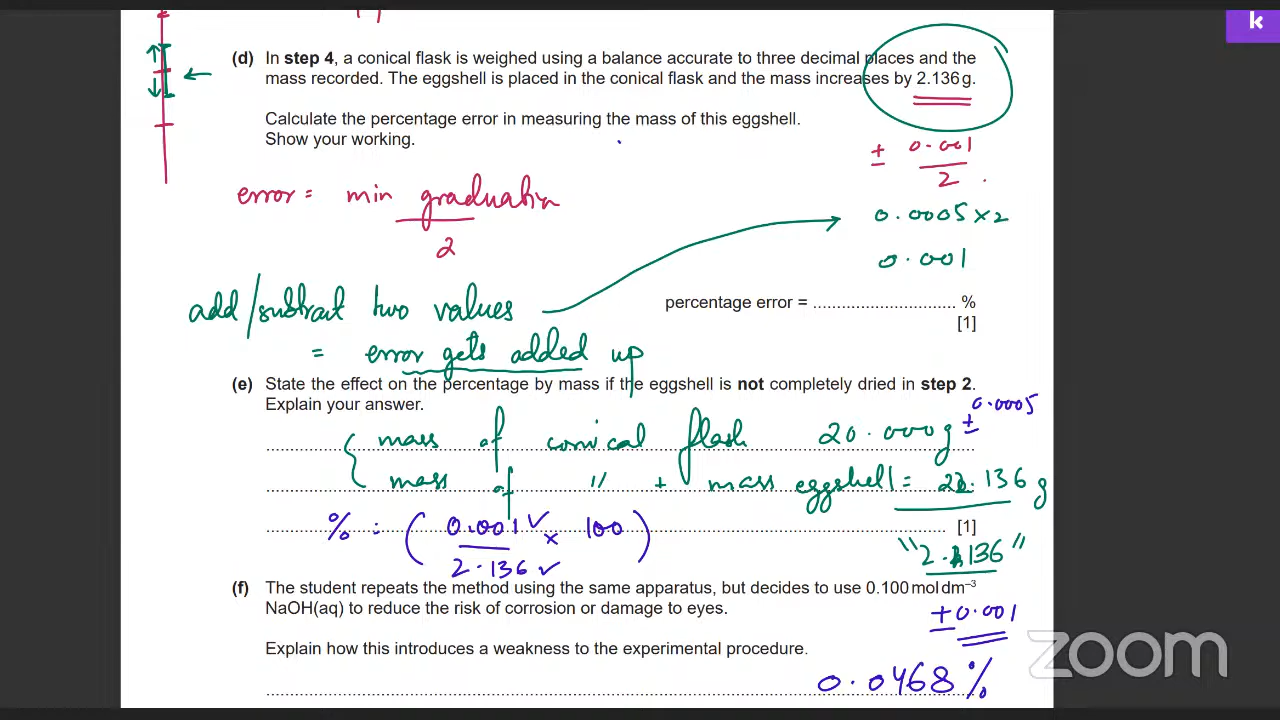 k
(d) In step 4, a conical flask is weighed using a balance accurate to three decimal places and the
mass recorded. The eggshell is placed in the conical flask and the mass increases by 2.136 g.
Calculate the percentage error in measuring the mass of this eggshell.
Show your working.
± 0.001
2
error = min graduation
2
0.0005 × 2
0.001
percentage error = ............................ %
[1]
add/subtract two values
= error gets added up
(e) State the effect on the percentage by mass if the eggshell is not completely dried in step 2.
Explain your answer.
mass of conical flask 20.000g ± 0.0005
mass of " + mass eggshell = 22.136 g
% = ( 0.001 ✓ × 100 )
2.136 ✓
[1]
"2.136"
± 0.001
(f) The student repeats the method using the same apparatus, but decides to use 0.100 mol dm⁻³
NaOH(aq) to reduce the risk of corrosion or damage to eyes.
Explain how this introduces a weakness to the experimental procedure.
0.0468 %
zoom